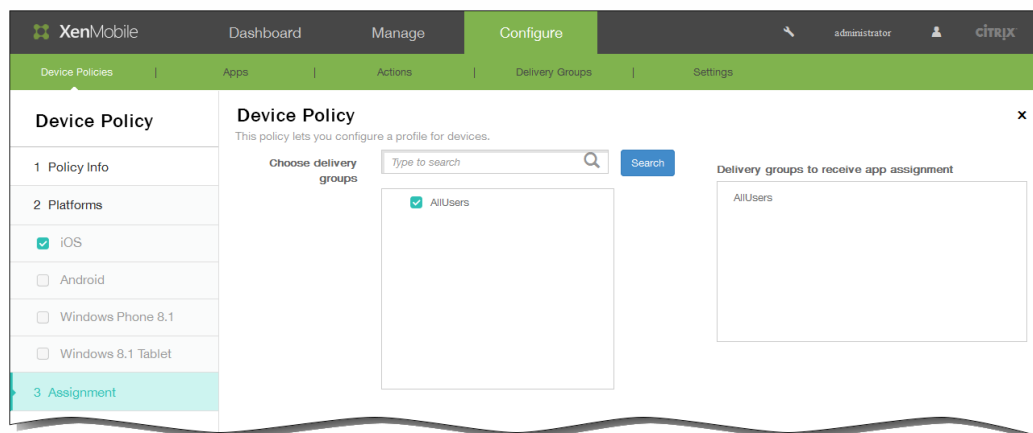 XenMobile Dashboard Manage Configure administrator CİTRIX
Device Policies | Apps | Actions | Delivery Groups | Settings
Device Policy
1 Policy Info
2 Platforms
iOS
Android
Windows Phone 8.1
Windows 8.1 Tablet
3 Assignment
Device Policy
x
This policy lets you configure a profile for devices.
Choose delivery
groups
Type to search
Search
AllUsers
Delivery groups to receive app assignment
AllUsers